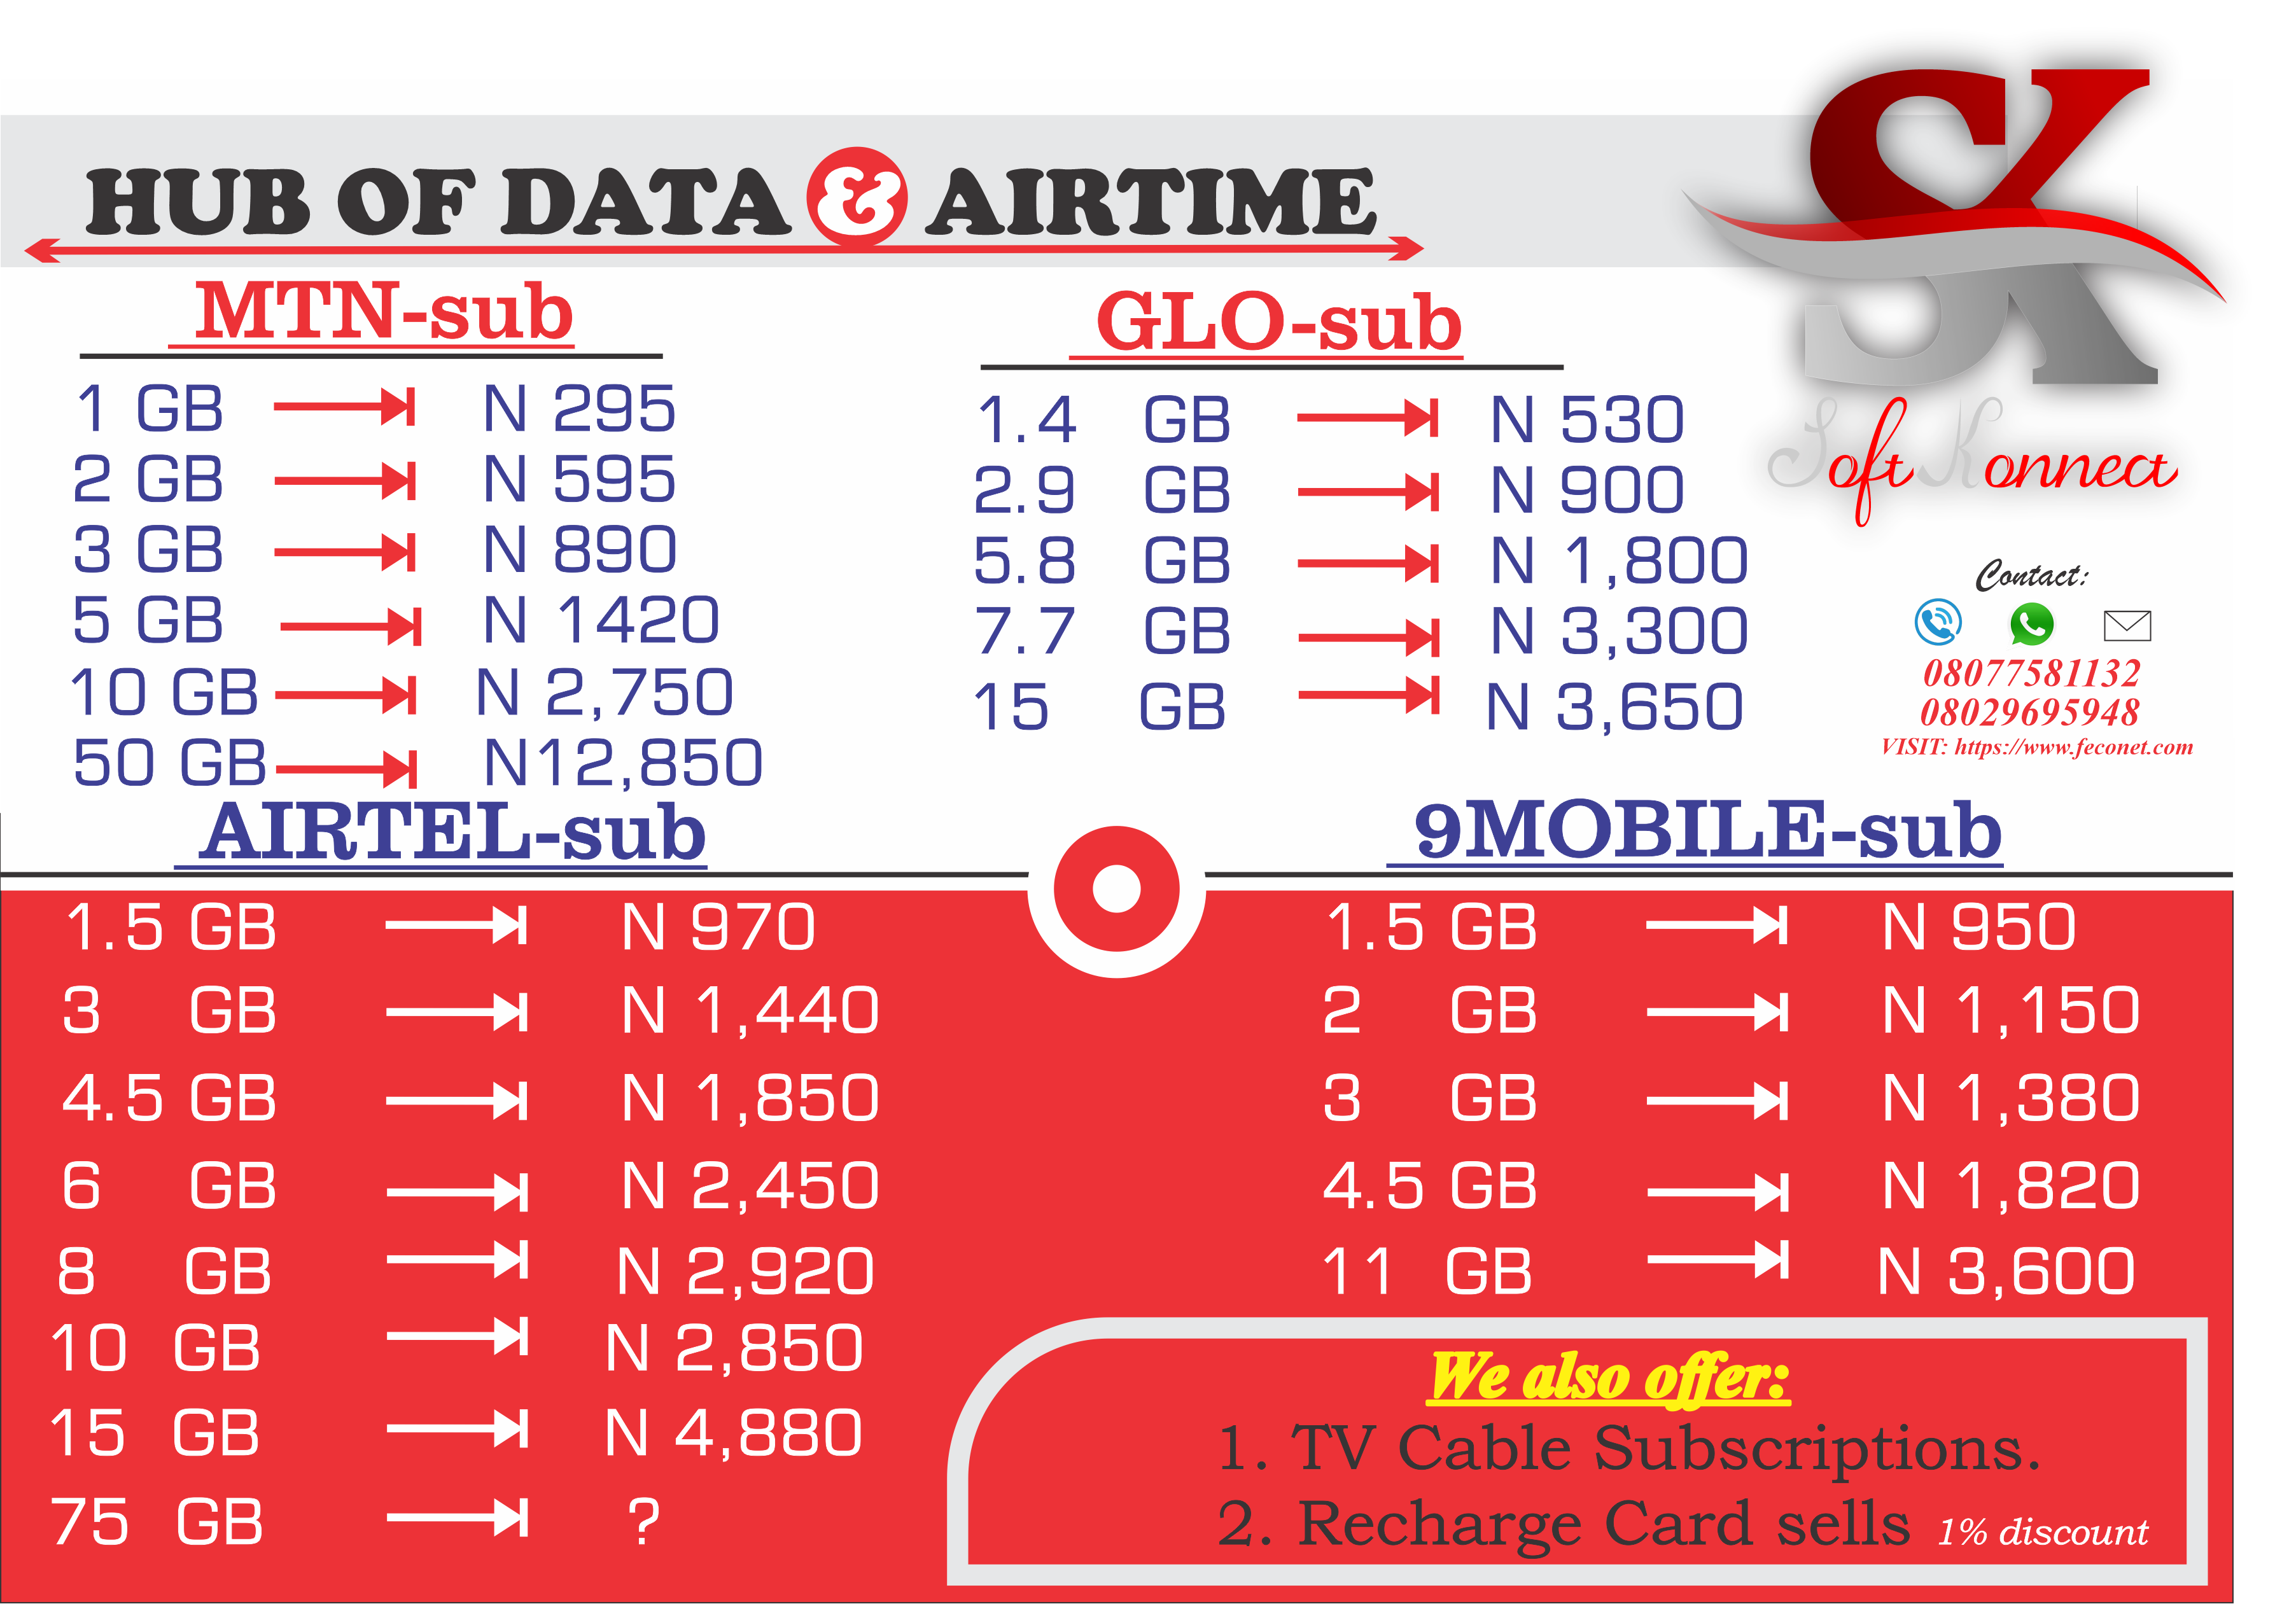 HUB OF DATA & AIRTIME
SK
Soft Konnect
MTN-sub
1 GB N 295
2 GB N 595
3 GB N 890
5 GB N 1420
10 GB N 2,750
50 GB N12,850
GLO-sub
1.4 GB N 530
2.9 GB N 900
5.8 GB N 1,800
7.7 GB N 3,300
15 GB N 3,650
Contact:
08077581132
08029695948
VISIT: https://www.feconet.com
AIRTEL-sub
1.5 GB N 970
3 GB N 1,440
4.5 GB N 1,850
6 GB N 2,450
8 GB N 2,920
10 GB N 2,850
15 GB N 4,880
75 GB ?
9MOBILE-sub
1.5 GB N 950
2 GB N 1,150
3 GB N 1,380
4.5 GB N 1,820
11 GB N 3,600
We also offer:
1. TV Cable Subscriptions.
2. Recharge Card sells 1% discount